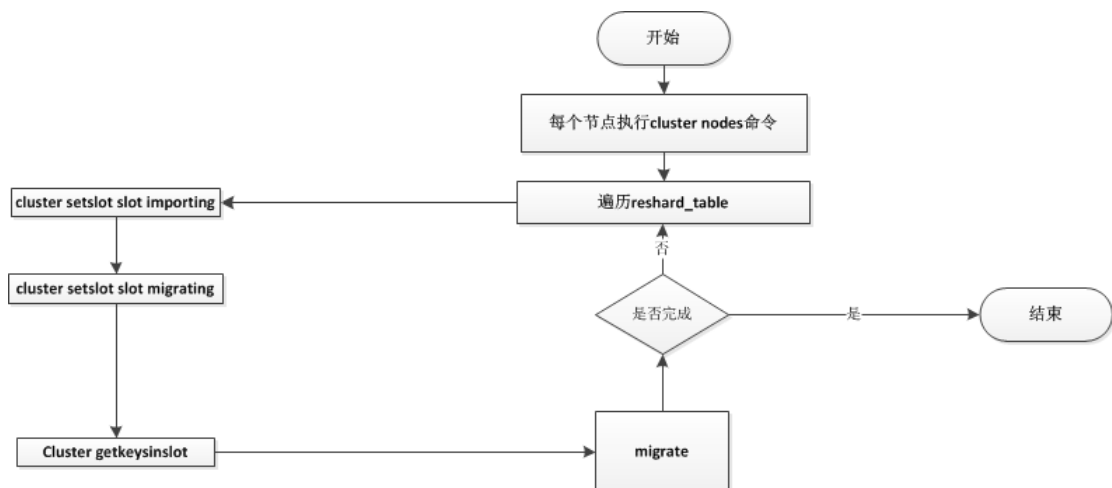 开始
每个节点执行cluster nodes命令
遍历reshard_table
cluster setslot slot importing
cluster setslot slot migrating
Cluster getkeysinslot
migrate
是否完成
否
是
结束